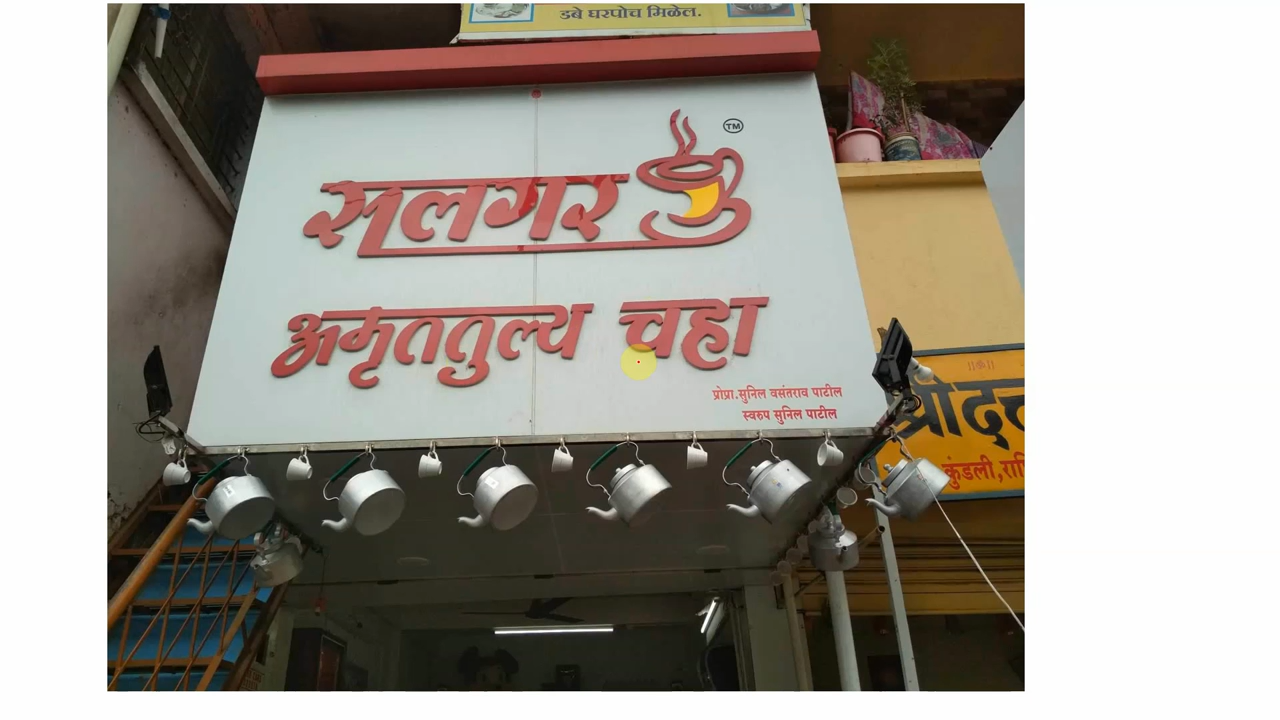 डबे घरपोच मिळेल.
सलगर
TM
अमृततुल्य चहा
प्रोप्रा.सुनिल वसंतराव पाटील
स्वरुप सुनिल पाटील
॥ॐ॥
श्रीदत्त
कुंडली,राशि